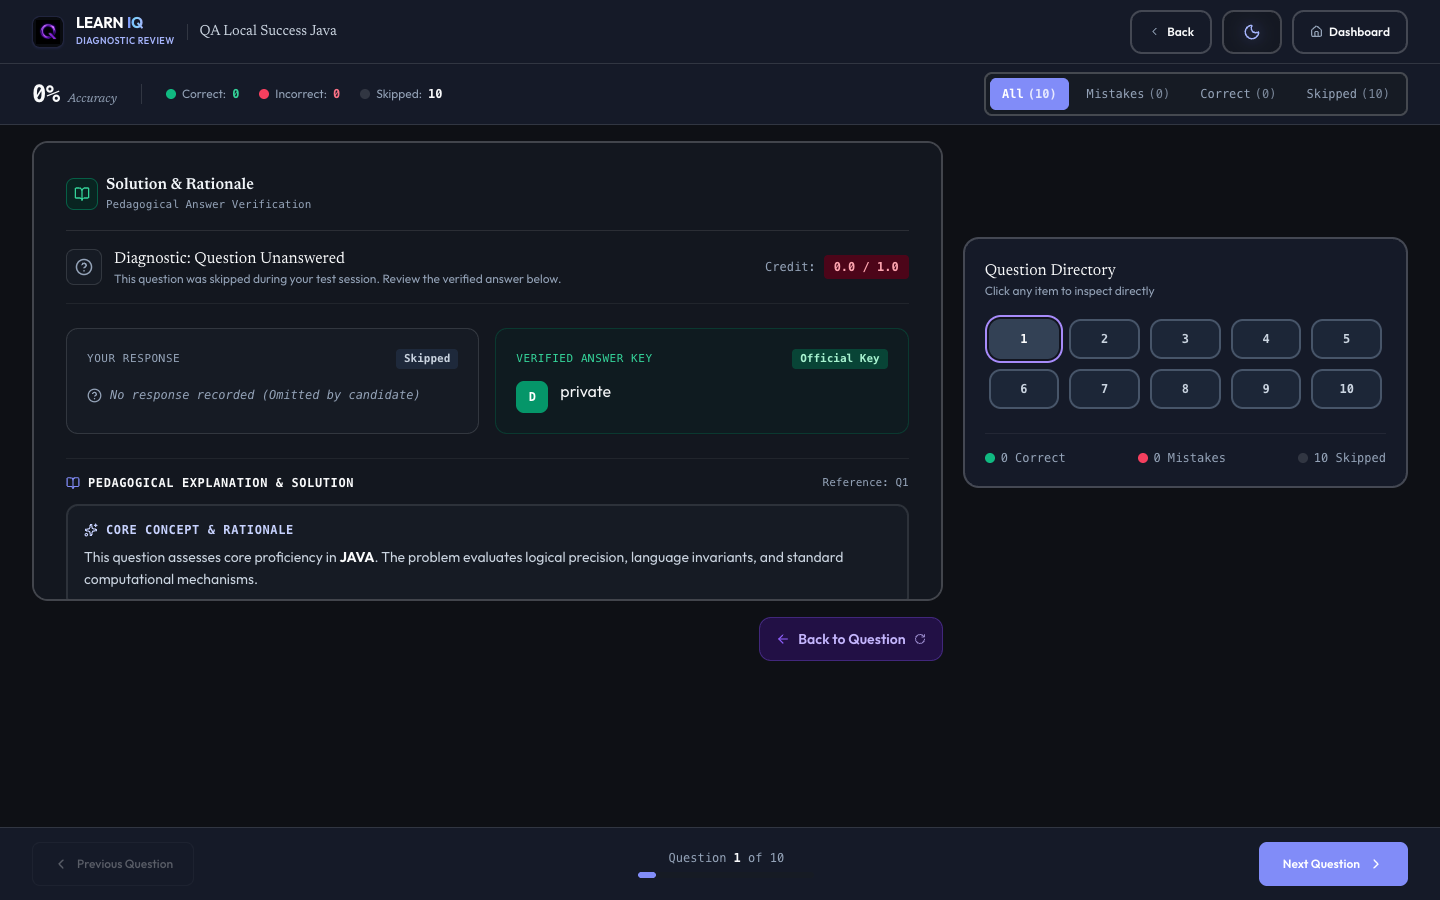 LEARN IQ
DIAGNOSTIC REVIEW
QA Local Success Java
Back
Dashboard
0% Accuracy
Correct: 0
Incorrect: 0
Skipped: 10
All (10)
Mistakes (0)
Correct (0)
Skipped (10)
Solution & Rationale
Pedagogical Answer Verification
Diagnostic: Question Unanswered
This question was skipped during your test session. Review the verified answer below.
Credit: 0.0 / 1.0
YOUR RESPONSE
Skipped
No response recorded (Omitted by candidate)
VERIFIED ANSWER KEY
Official Key
D private
PEDAGOGICAL EXPLANATION & SOLUTION
Reference: Q1
CORE CONCEPT & RATIONALE
This question assesses core proficiency in JAVA. The problem evaluates logical precision, language invariants, and standard
computational mechanisms.
Back to Question
Question Directory
Click any item to inspect directly
1 2 3 4 5
6 7 8 9 10
0 Correct
0 Mistakes
10 Skipped
Previous Question
Question 1 of 10
Next Question